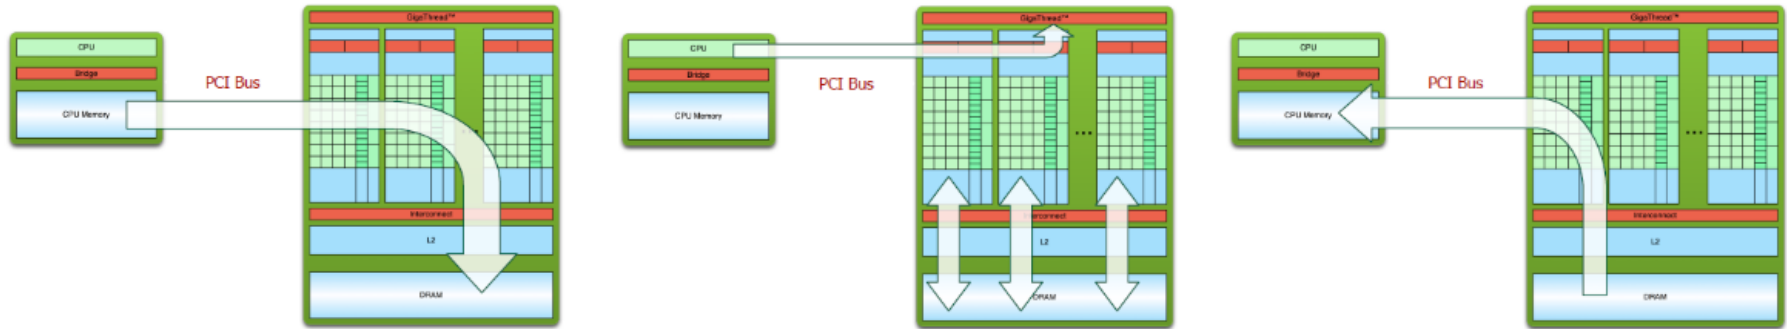 GigaThread™
CPU
Bridge
PCI Bus
CPU Memory
...
Interconnect
L2
DRAM
GigaThread™
CPU
Bridge
PCI Bus
CPU Memory
...
Interconnect
L2
DRAM
GigaThread™
CPU
Bridge
PCI Bus
CPU Memory
...
Interconnect
L2
DRAM